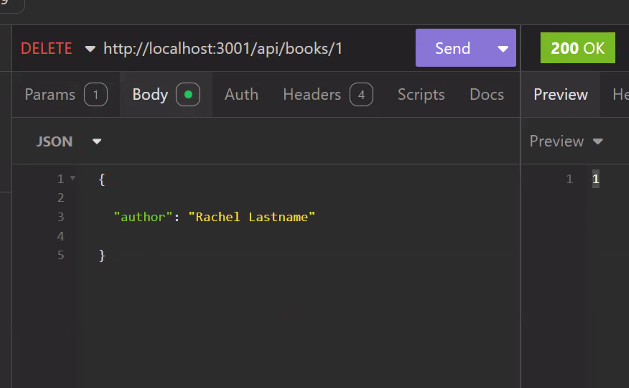 9
DELETE http://localhost:3001/api/books/1 Send 200 OK
Params 1 Body Auth Headers 4 Scripts Docs Preview He
JSON Preview
1 {
2
3 "author": "Rachel Lastname"
4
5 }
1 1